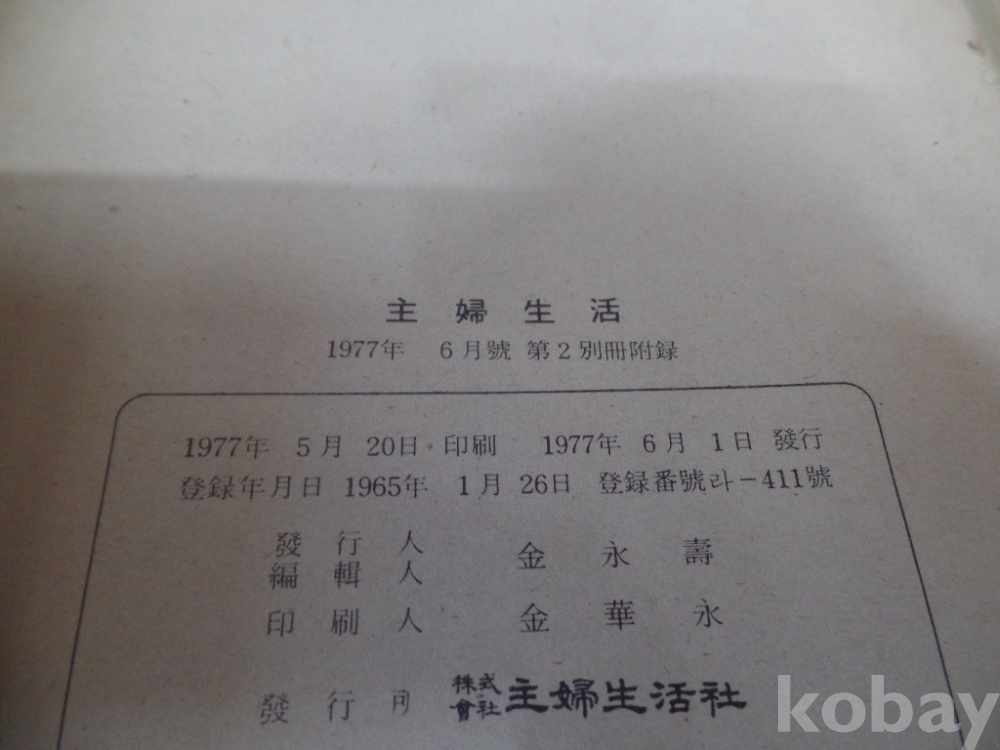 主婦生活
1977年 6月號 第2別冊附録
1977年 5月 20日·印刷 1977年 6月 1日 發行
登録年月日 1965年 1月 26日 登録番號라-411號
發行人
編輯人 金永壽
印刷人 金華永
發行 株式會社 主婦生活社
kobay